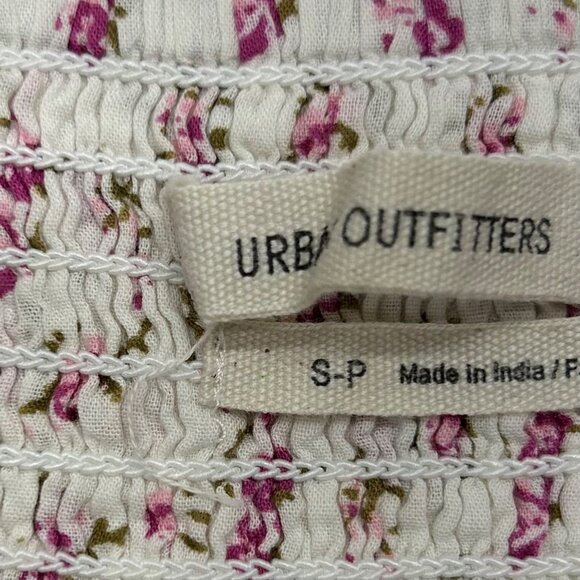 URBA OUTFITTERS
S-P Made in India / F